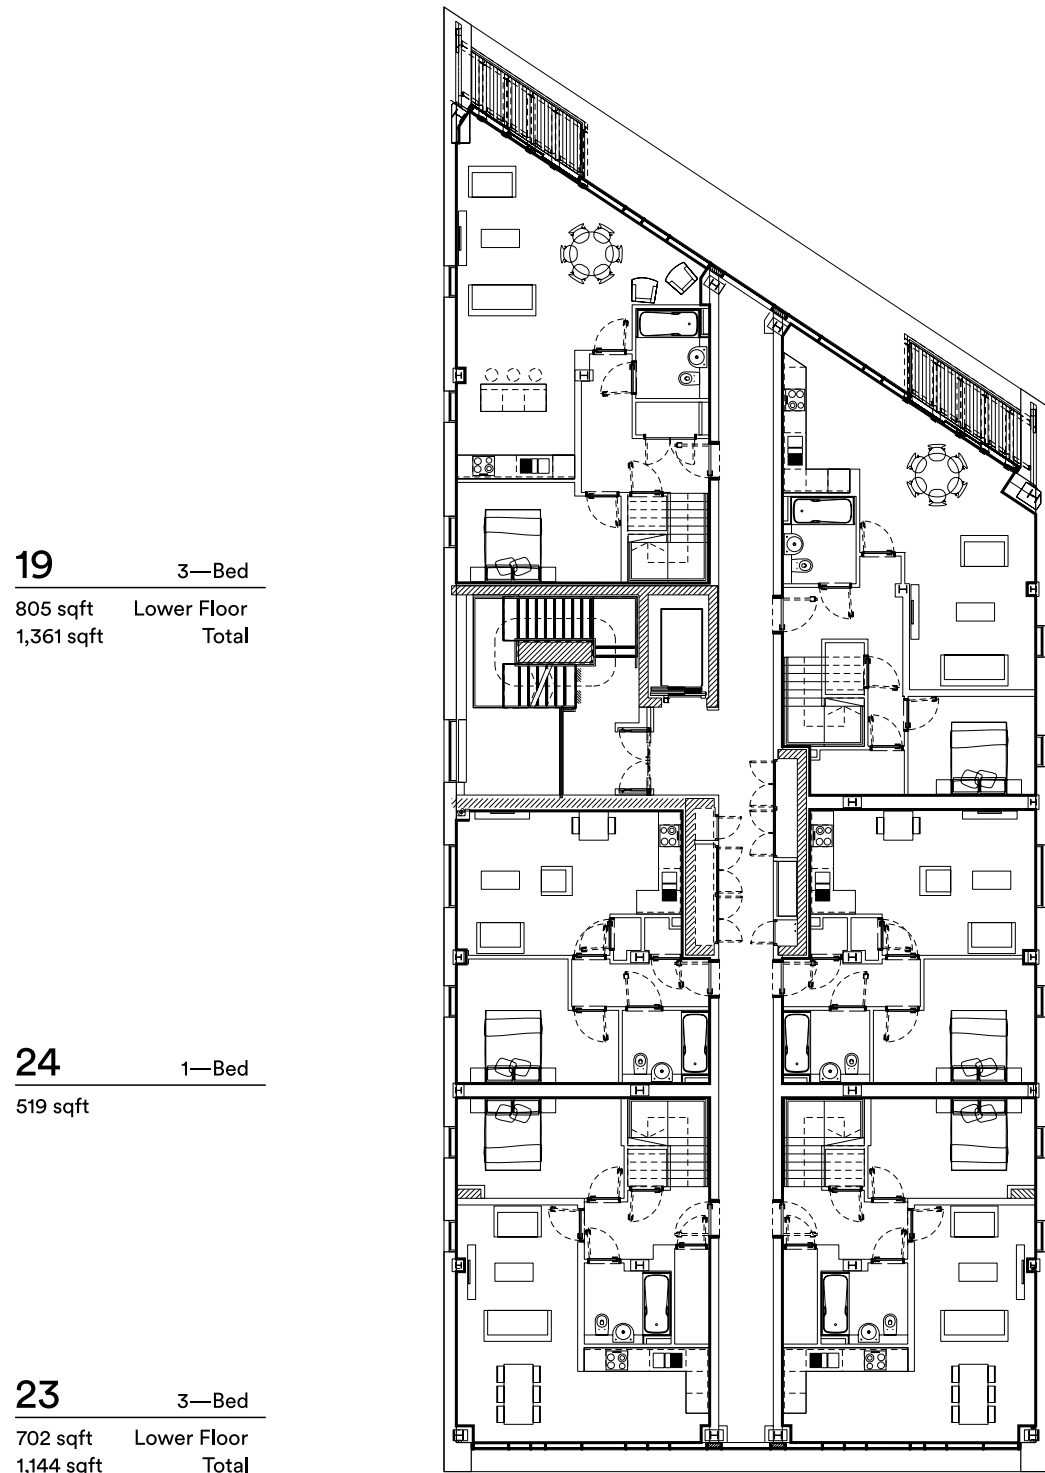 19 3—Bed
805 sqft Lower Floor
1,361 sqft Total
24 1—Bed
519 sqft
23 3—Bed
702 sqft Lower Floor
1,144 sqft Total